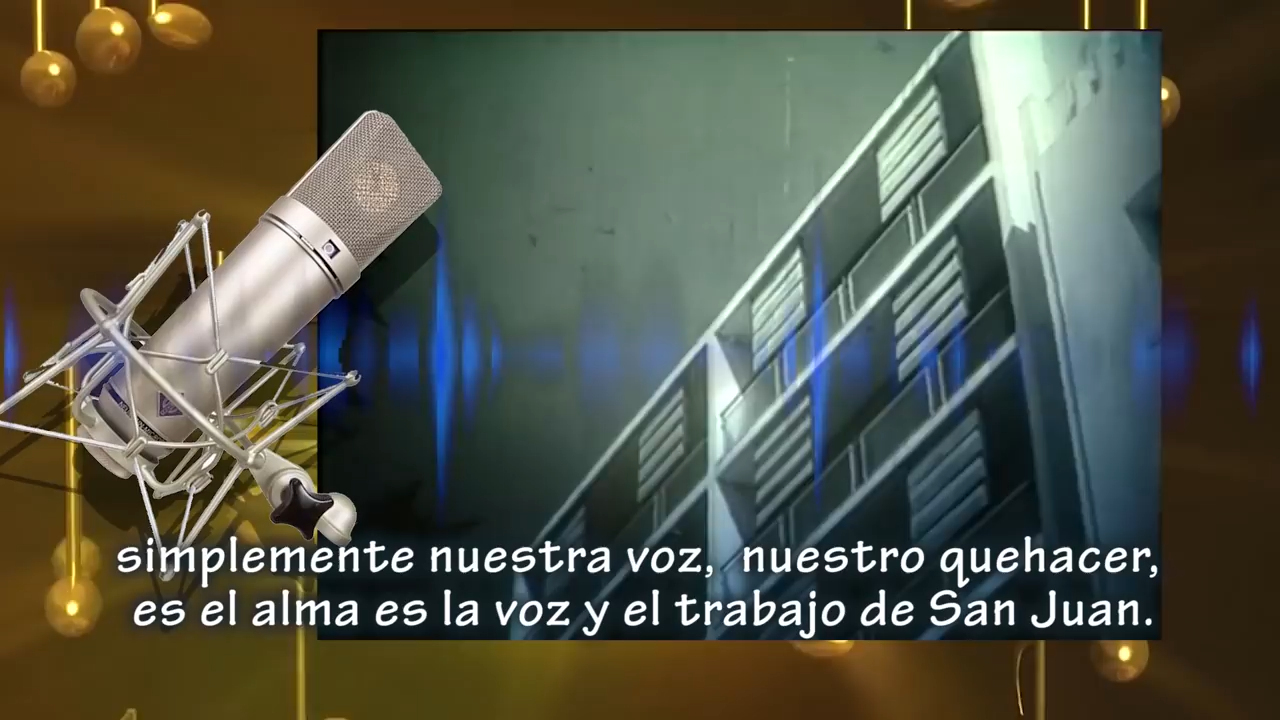 simplemente nuestra voz, nuestro quehacer,
es el alma es la voz y el trabajo de San Juan.